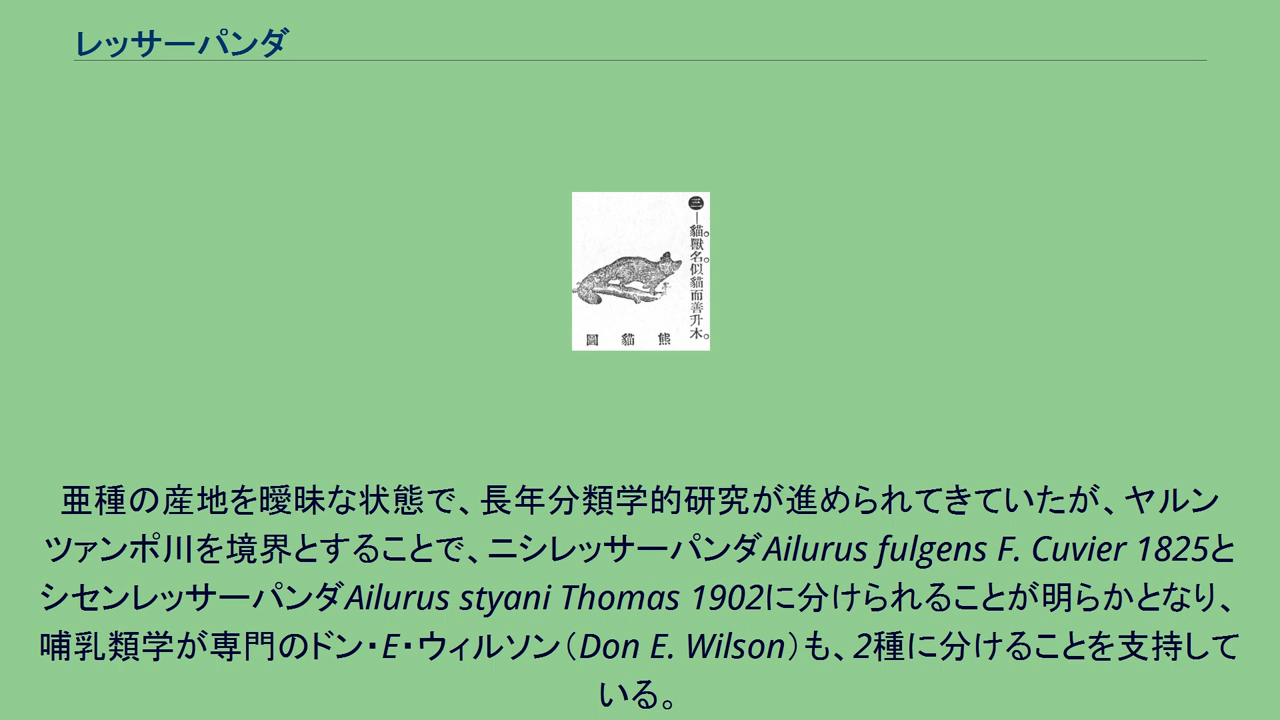 レッサーパンダ
三—貓。獸名。似貓而善升木。
圖 貓 熊
亜種の産地を曖昧な状態で、長年分類学的研究が進められてきていたが、ヤルン
ツァンポ川を境界とすることで、ニシレッサーパンダAilurus fulgens F. Cuvier 1825と
シセンレッサーパンダAilurus styani Thomas 1902に分けられることが明らかとなり、
哺乳類学が専門のドン・E・ウィルソン（Don E. Wilson）も、2種に分けることを支持して
いる。